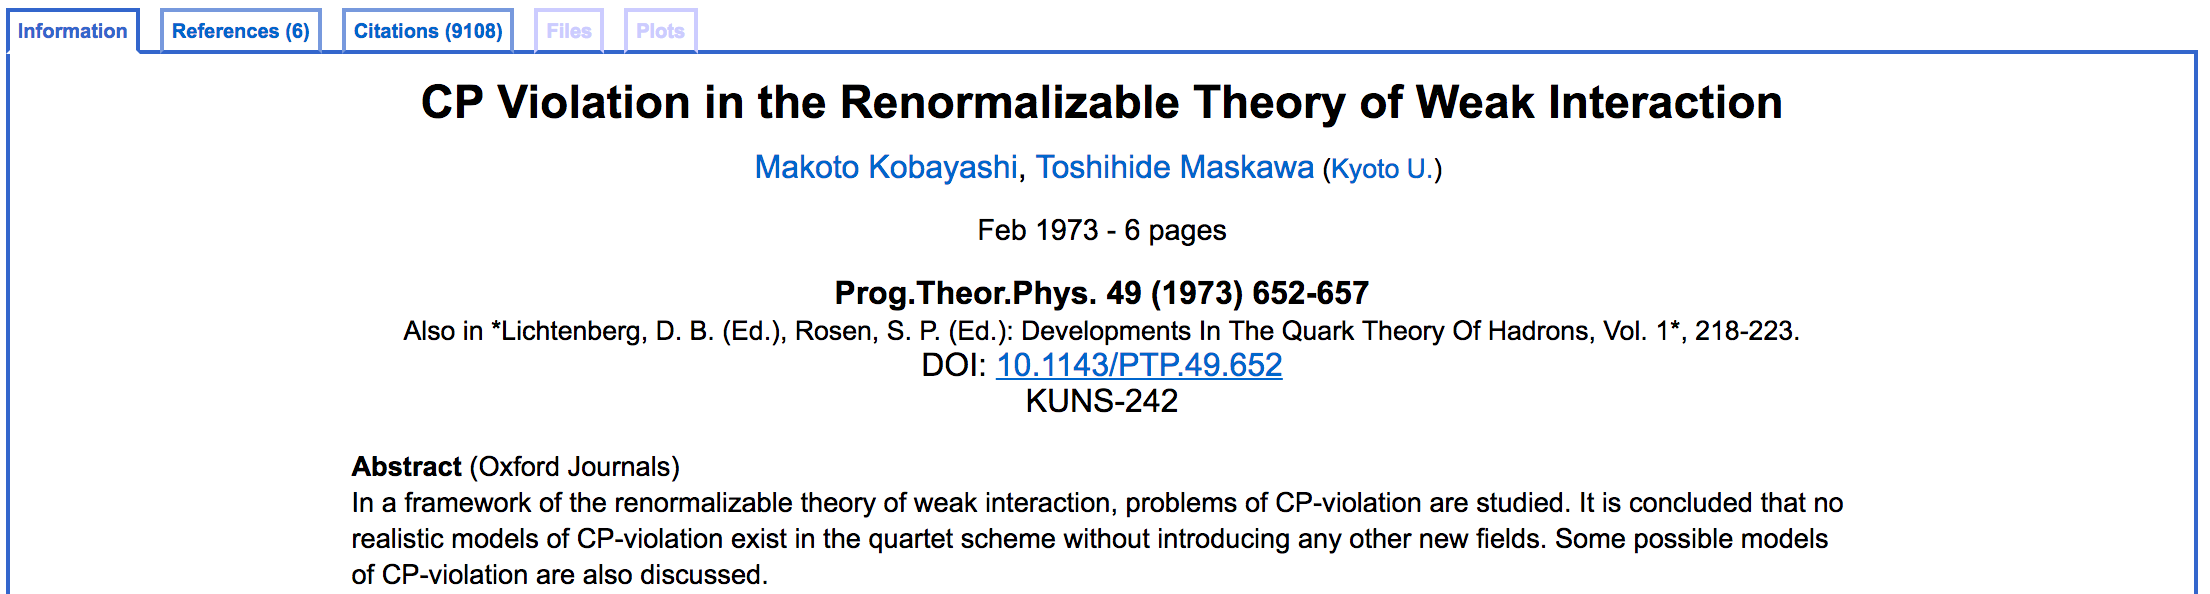 Information References (6) Citations (9108) Files Plots
CP Violation in the Renormalizable Theory of Weak Interaction
Makoto Kobayashi, Toshihide Maskawa (Kyoto U.)
Feb 1973 - 6 pages
Prog.Theor.Phys. 49 (1973) 652-657
Also in *Lichtenberg, D. B. (Ed.), Rosen, S. P. (Ed.): Developments In The Quark Theory Of Hadrons, Vol. 1*, 218-223.
DOI: 10.1143/PTP.49.652
KUNS-242
Abstract (Oxford Journals)
In a framework of the renormalizable theory of weak interaction, problems of CP-violation are studied. It is concluded that no
realistic models of CP-violation exist in the quartet scheme without introducing any other new fields. Some possible models
of CP-violation are also discussed.